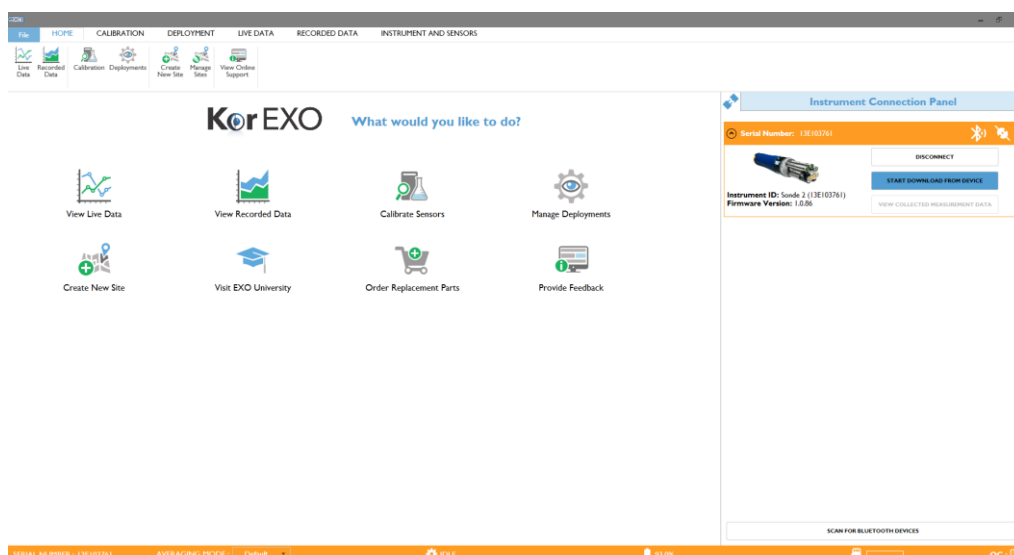 File HOME CALIBRATION DEPLOYMENT LIVE DATA RECORDED DATA INSTRUMENT AND SENSORS
Live Data
Recorded Data
Calibration
Deployments
Create New Site
Manage Sites
View Online Support
KorEXO What would you like to do?
View Live Data
View Recorded Data
Calibrate Sensors
Manage Deployments
Create New Site
Visit EXO University
Order Replacement Parts
Provide Feedback
Instrument Connection Panel
Serial Number: 13E103761
DISCONNECT
START DOWNLOAD FROM DEVICE
VIEW COLLECTED MEASUREMENT DATA
Instrument ID: Sonde 2 (13E103761)
Firmware Version: 1.0.86
SCAN FOR BLUETOOTH DEVICES
SERIAL NUMBER : 13E103761 AVERAGING MODE : Default IDLE